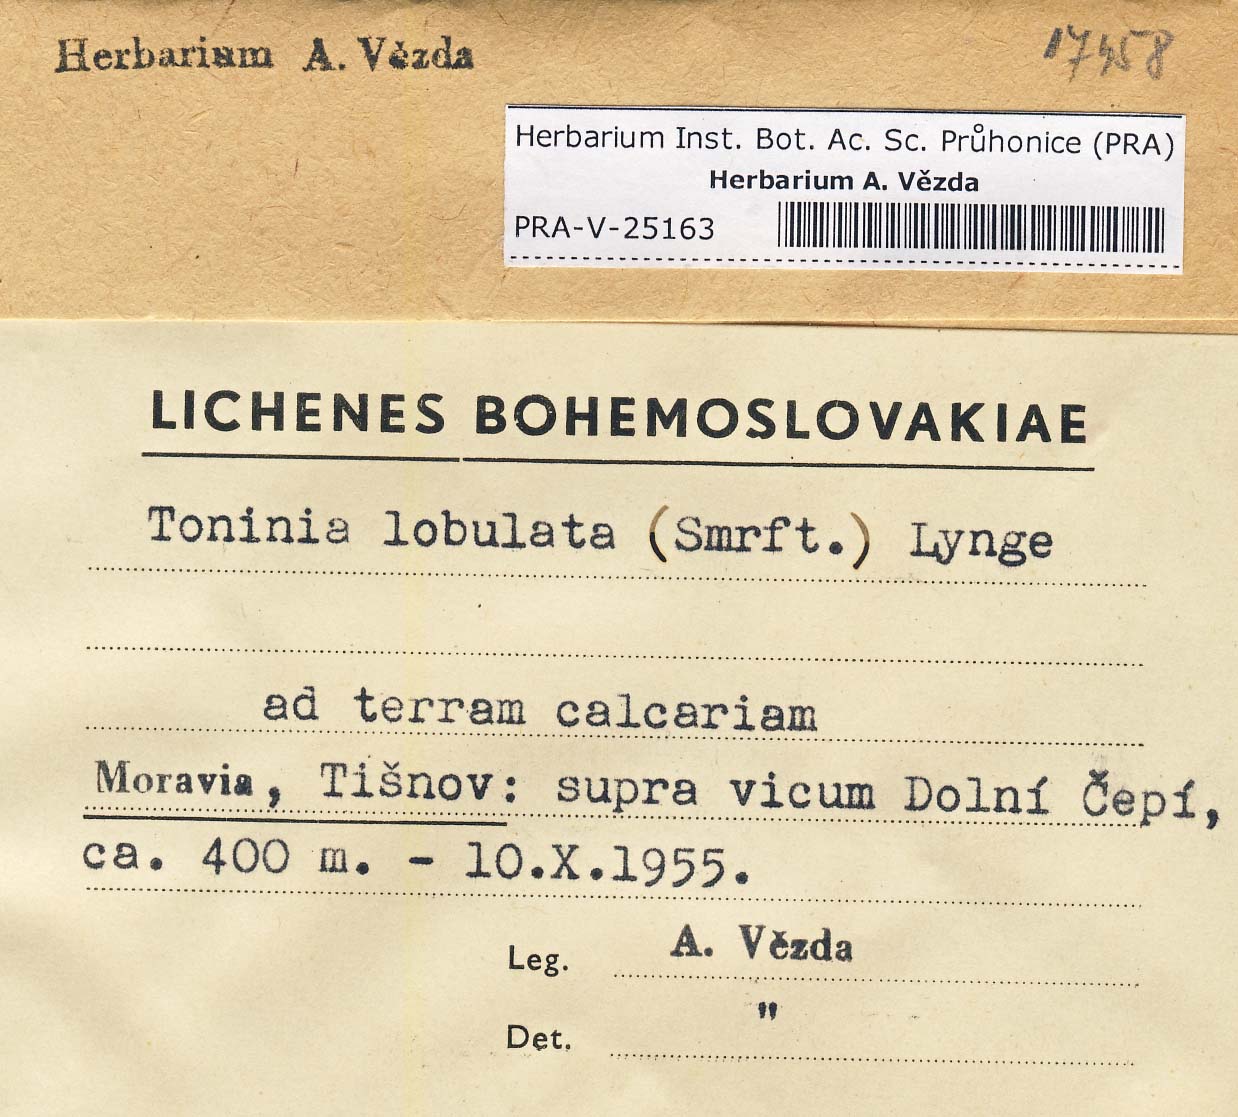 Herbarium A. Vězda
17458
Herbarium Inst. Bot. Ac. Sc. Průhonice (PRA)
Herbarium A. Vězda
PRA-V-25163
LICHENES BOHEMOSLOVAKIAE
Toninia lobulata (Smrft.) Lynge
ad terram calcariam
Moravia, Tišnov: supra vicum Dolní Čepí,
ca. 400 m. - 10.X.1955.
Leg. A. Vězda
Det. "